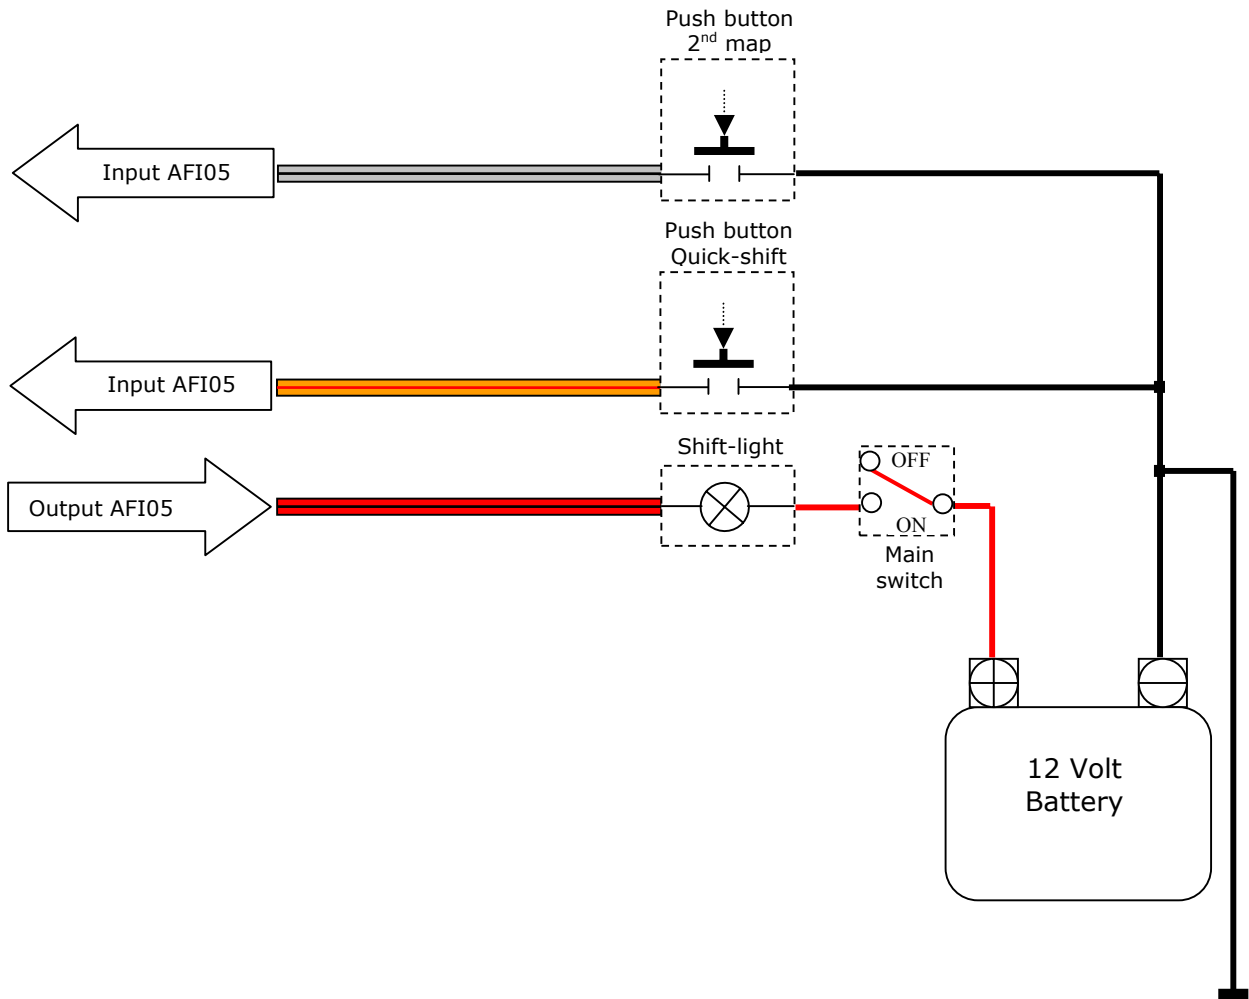 Push button
2nd map
Input AFI05
Push button
Quick-shift
Input AFI05
Shift-light
OFF
Output AFI05
ON
Main
switch
12 Volt
Battery